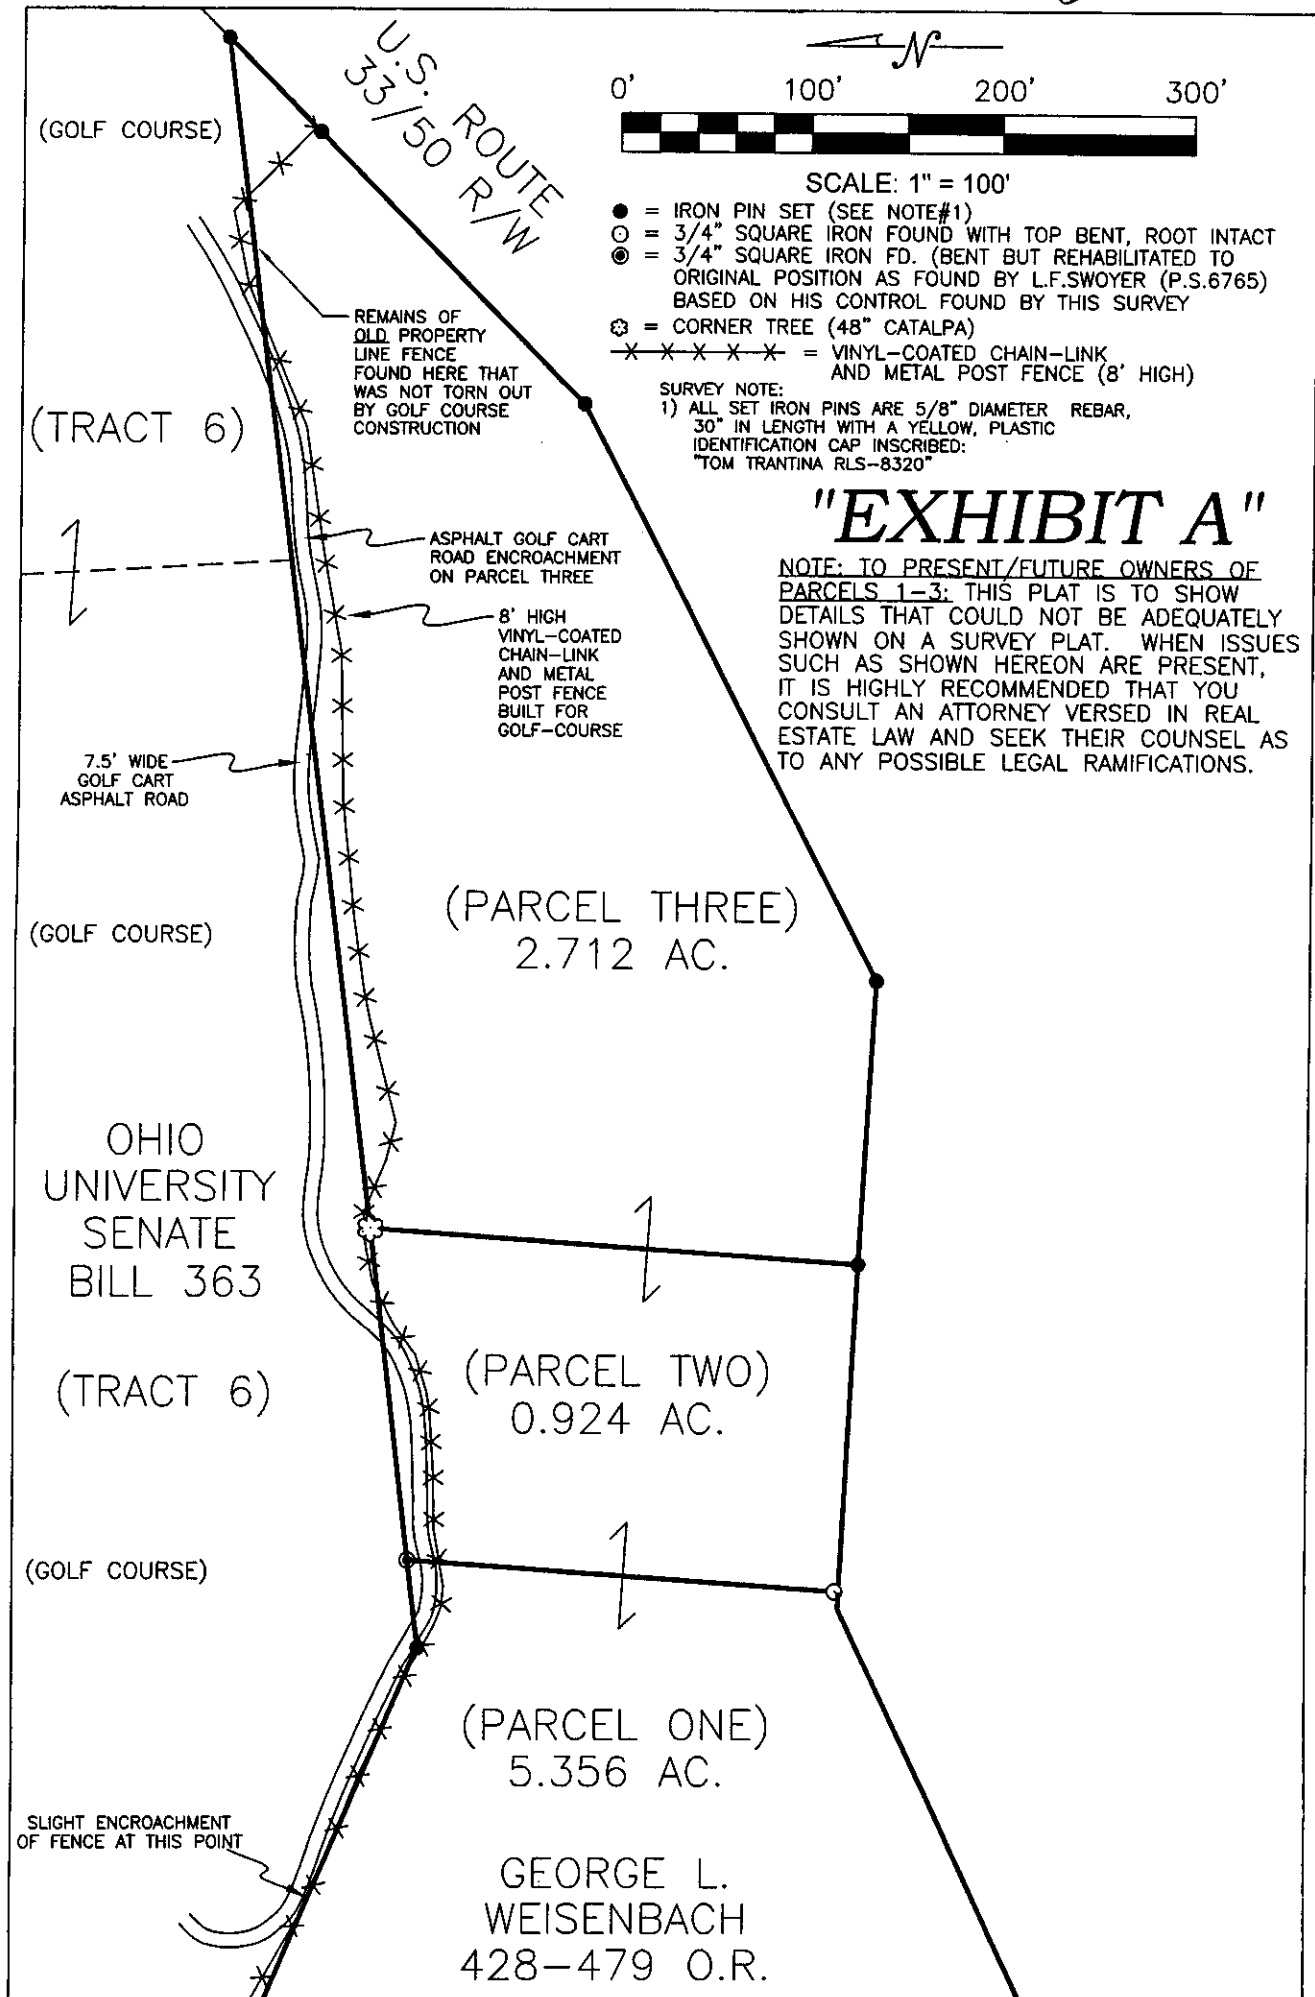 U.S. ROUTE
33/50 R/W
N
0' 100' 200' 300'
SCALE: 1" = 100'
= IRON PIN SET (SEE NOTE#1)
= 3/4" SQUARE IRON FOUND WITH TOP BENT, ROOT INTACT
= 3/4" SQUARE IRON FD. (BENT BUT REHABILITATED TO
ORIGINAL POSITION AS FOUND BY L.F.SWOYER (P.S.6765)
BASED ON HIS CONTROL FOUND BY THIS SURVEY
= CORNER TREE (48" CATALPA)
= VINYL-COATED CHAIN-LINK
AND METAL POST FENCE (8' HIGH)
SURVEY NOTE:
1) ALL SET IRON PINS ARE 5/8" DIAMETER REBAR,
30" IN LENGTH WITH A YELLOW, PLASTIC
IDENTIFICATION CAP INSCRIBED:
"TOM TRANTINA RLS-8320"
"EXHIBIT A"
NOTE: TO PRESENT/FUTURE OWNERS OF
PARCELS 1-3: THIS PLAT IS TO SHOW
DETAILS THAT COULD NOT BE ADEQUATELY
SHOWN ON A SURVEY PLAT. WHEN ISSUES
SUCH AS SHOWN HEREON ARE PRESENT,
IT IS HIGHLY RECOMMENDED THAT YOU
CONSULT AN ATTORNEY VERSED IN REAL
ESTATE LAW AND SEEK THEIR COUNSEL AS
TO ANY POSSIBLE LEGAL RAMIFICATIONS.
(GOLF COURSE)
REMAINS OF
OLD PROPERTY
LINE FENCE
FOUND HERE THAT
WAS NOT TORN OUT
BY GOLF COURSE
CONSTRUCTION
(TRACT 6)
ASPHALT GOLF CART
ROAD ENCROACHMENT
ON PARCEL THREE
8' HIGH
VINYL-COATED
CHAIN-LINK
AND METAL
POST FENCE
BUILT FOR
GOLF-COURSE
7.5' WIDE
GOLF CART
ASPHALT ROAD
(PARCEL THREE)
2.712 AC.
(GOLF COURSE)
OHIO
UNIVERSITY
SENATE
BILL 363
(TRACT 6)
(PARCEL TWO)
0.924 AC.
(GOLF COURSE)
(PARCEL ONE)
5.356 AC.
SLIGHT ENCROACHMENT
OF FENCE AT THIS POINT
GEORGE L.
WEISENBACH
428-479 O.R.